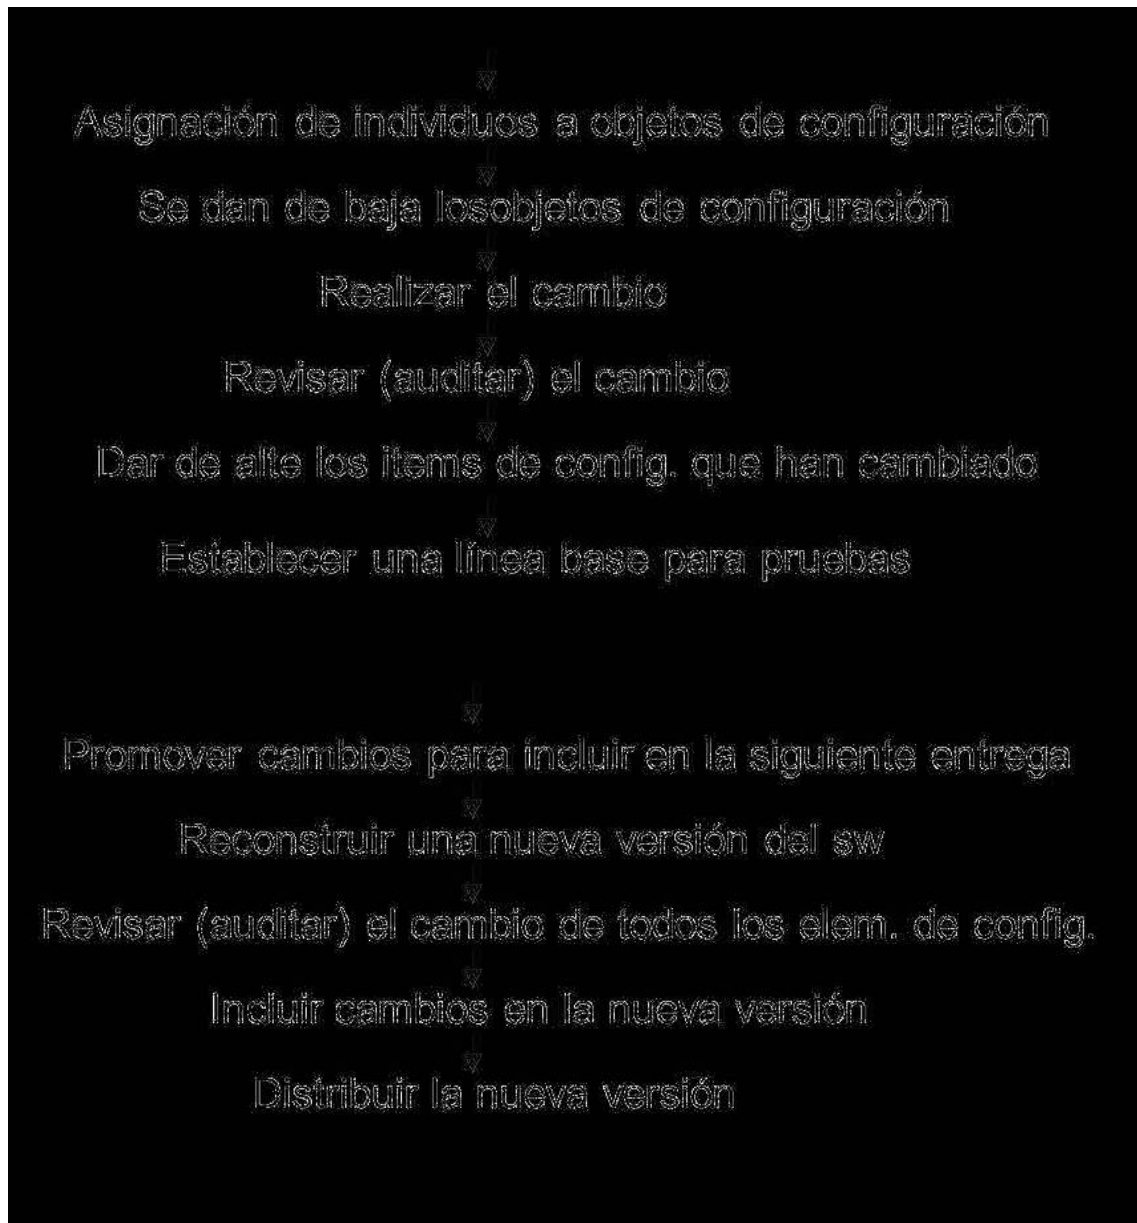 Asignación de individuos a objetos de configuración
Se dan de baja losobjetos de configuración
Realizar el cambio
Revisar (auditar) el cambio
Dar de alte los items de config. que han cambiado
Establecer una línea base para pruebas
Promover cambios para incluir en la siguiente entrega
Reconstruir una nueva versión del sw
Revisar (auditar) el cambio de todos los elem. de config.
Incluir cambios en la nueva versión
Distribuir la nueva versión